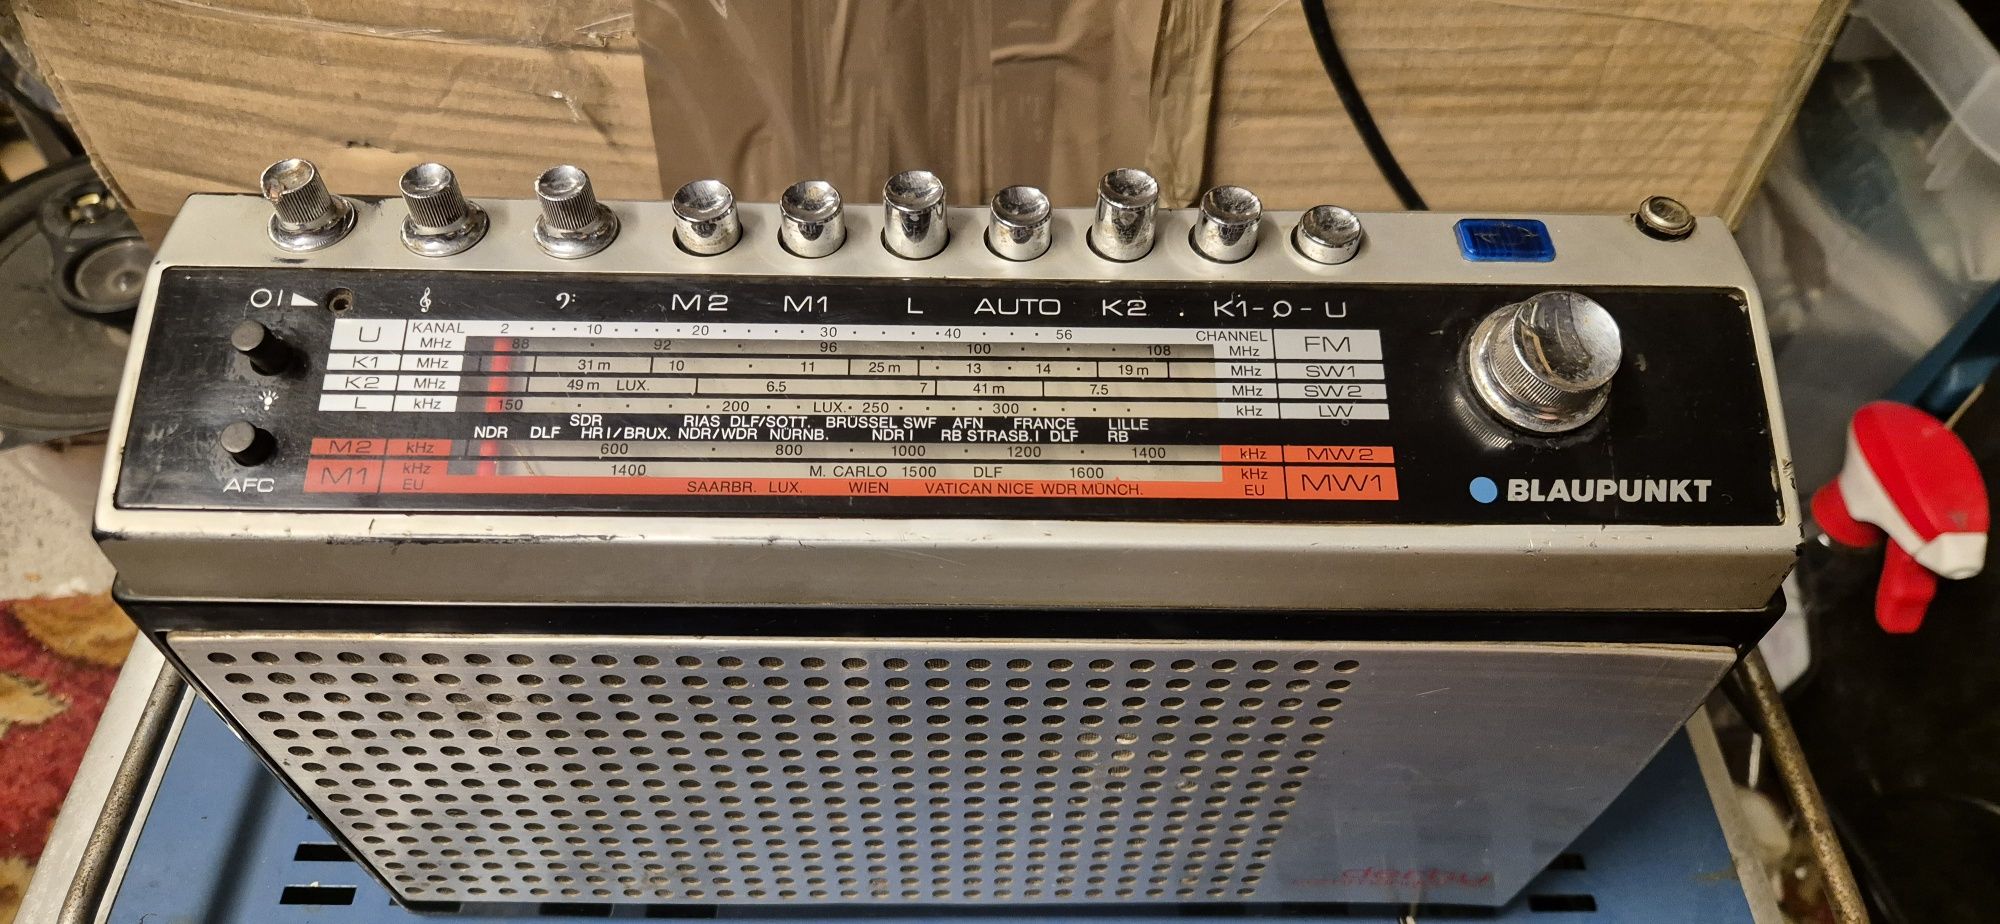 M2 M1 L AUTO K2 . K1 - O - U
U KANAL 2 10 20 30 40 56 CHANNEL FM
MHz 88 92 96 100 108 MHz
K1 MHz 31 m 10 11 25 m 13 14 19 m MHz SW1
K2 MHz 49 m LUX. 6.5 7 41 m 7.5 MHz SW2
L kHz 150 200 LUX. 250 300 kHz LW
SDR RIAS DLF/SOTT. BRÜSSEL SWF AFN FRANCE LILLE
NDR DLF HR I/BRUX. NDR/WDR NÜRNB. NDR I RB STRASB. I DLF RB
M2 kHz 600 800 1000 1200 1400 kHz MW2
M1 kHz 1400 M. CARLO 1500 DLF 1600 kHz MW1
EU SAARBR. LUX. WIEN VATICAN NICE WDR MÜNCH. EU
AFC
BLAUPUNKT
derby